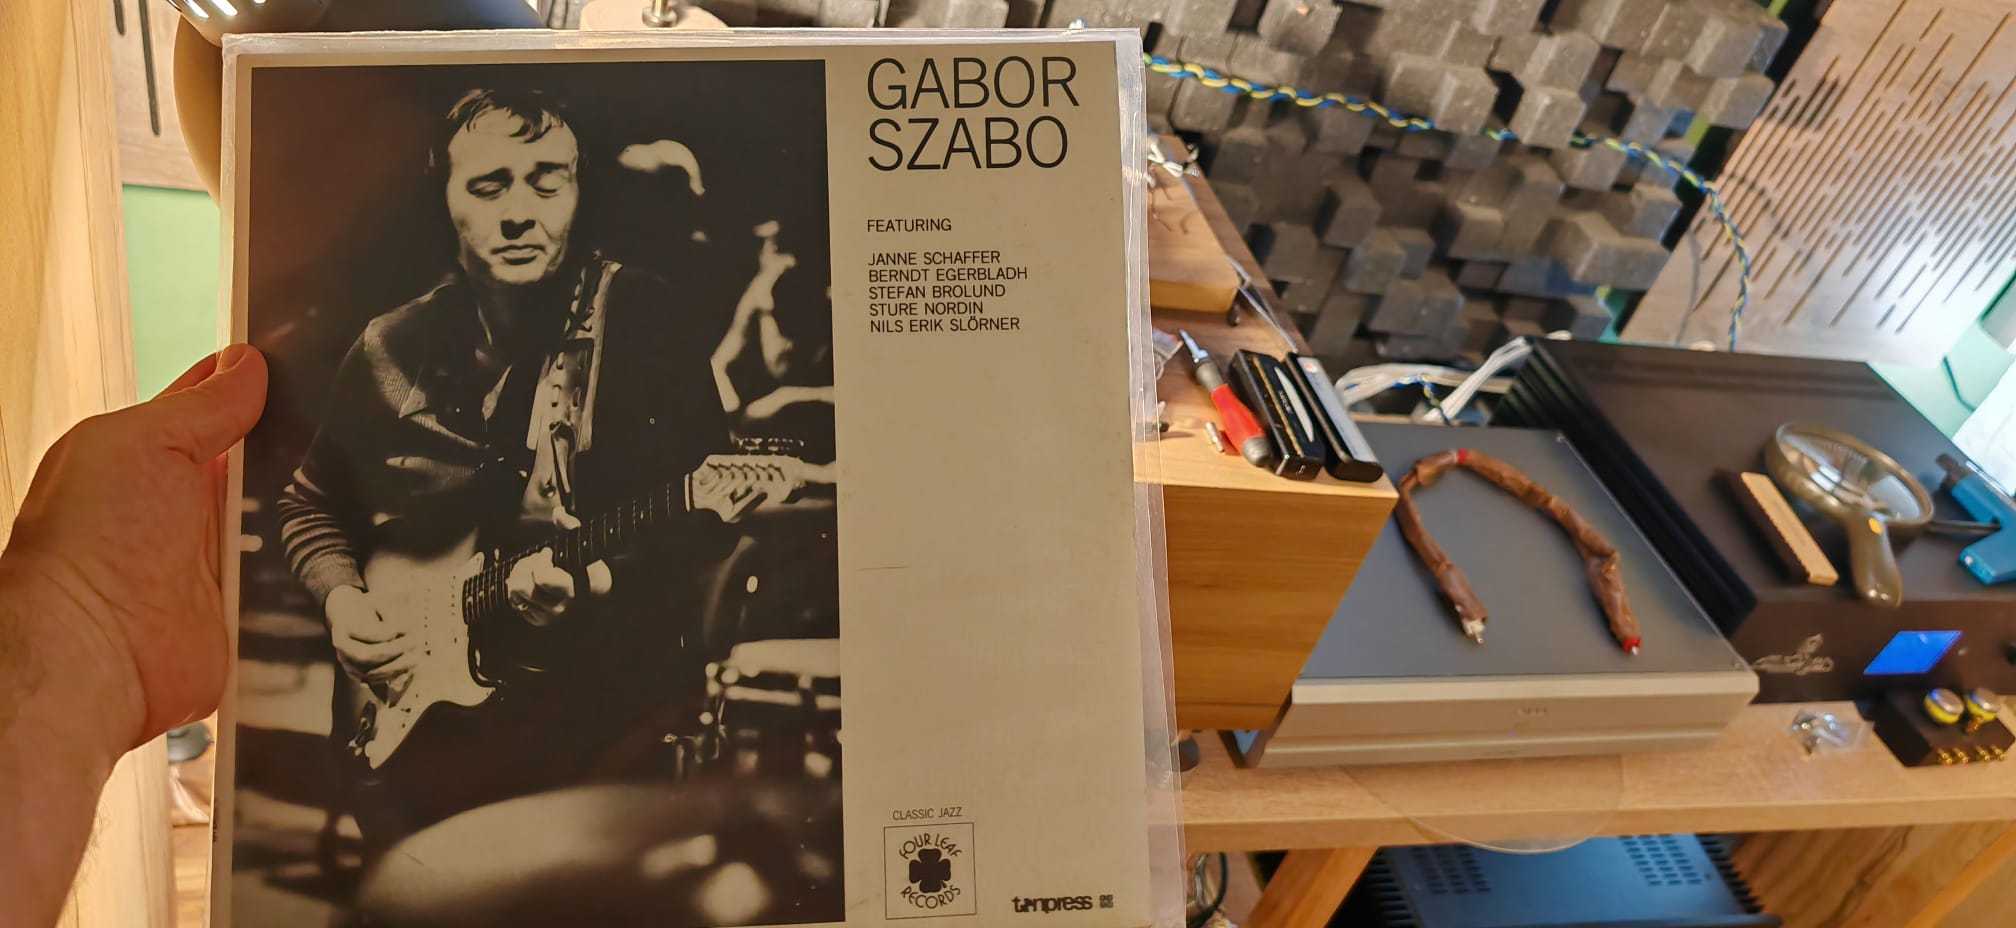 GABOR
SZABO
FEATURING
JANNE SCHAFFER
BERNDT EGERBLADH
STEFAN BROLUND
STURE NORDIN
NILS ERIK SLÖRNER
CLASSIC JAZZ
FOUR LEAF
RECORDS
tonpress